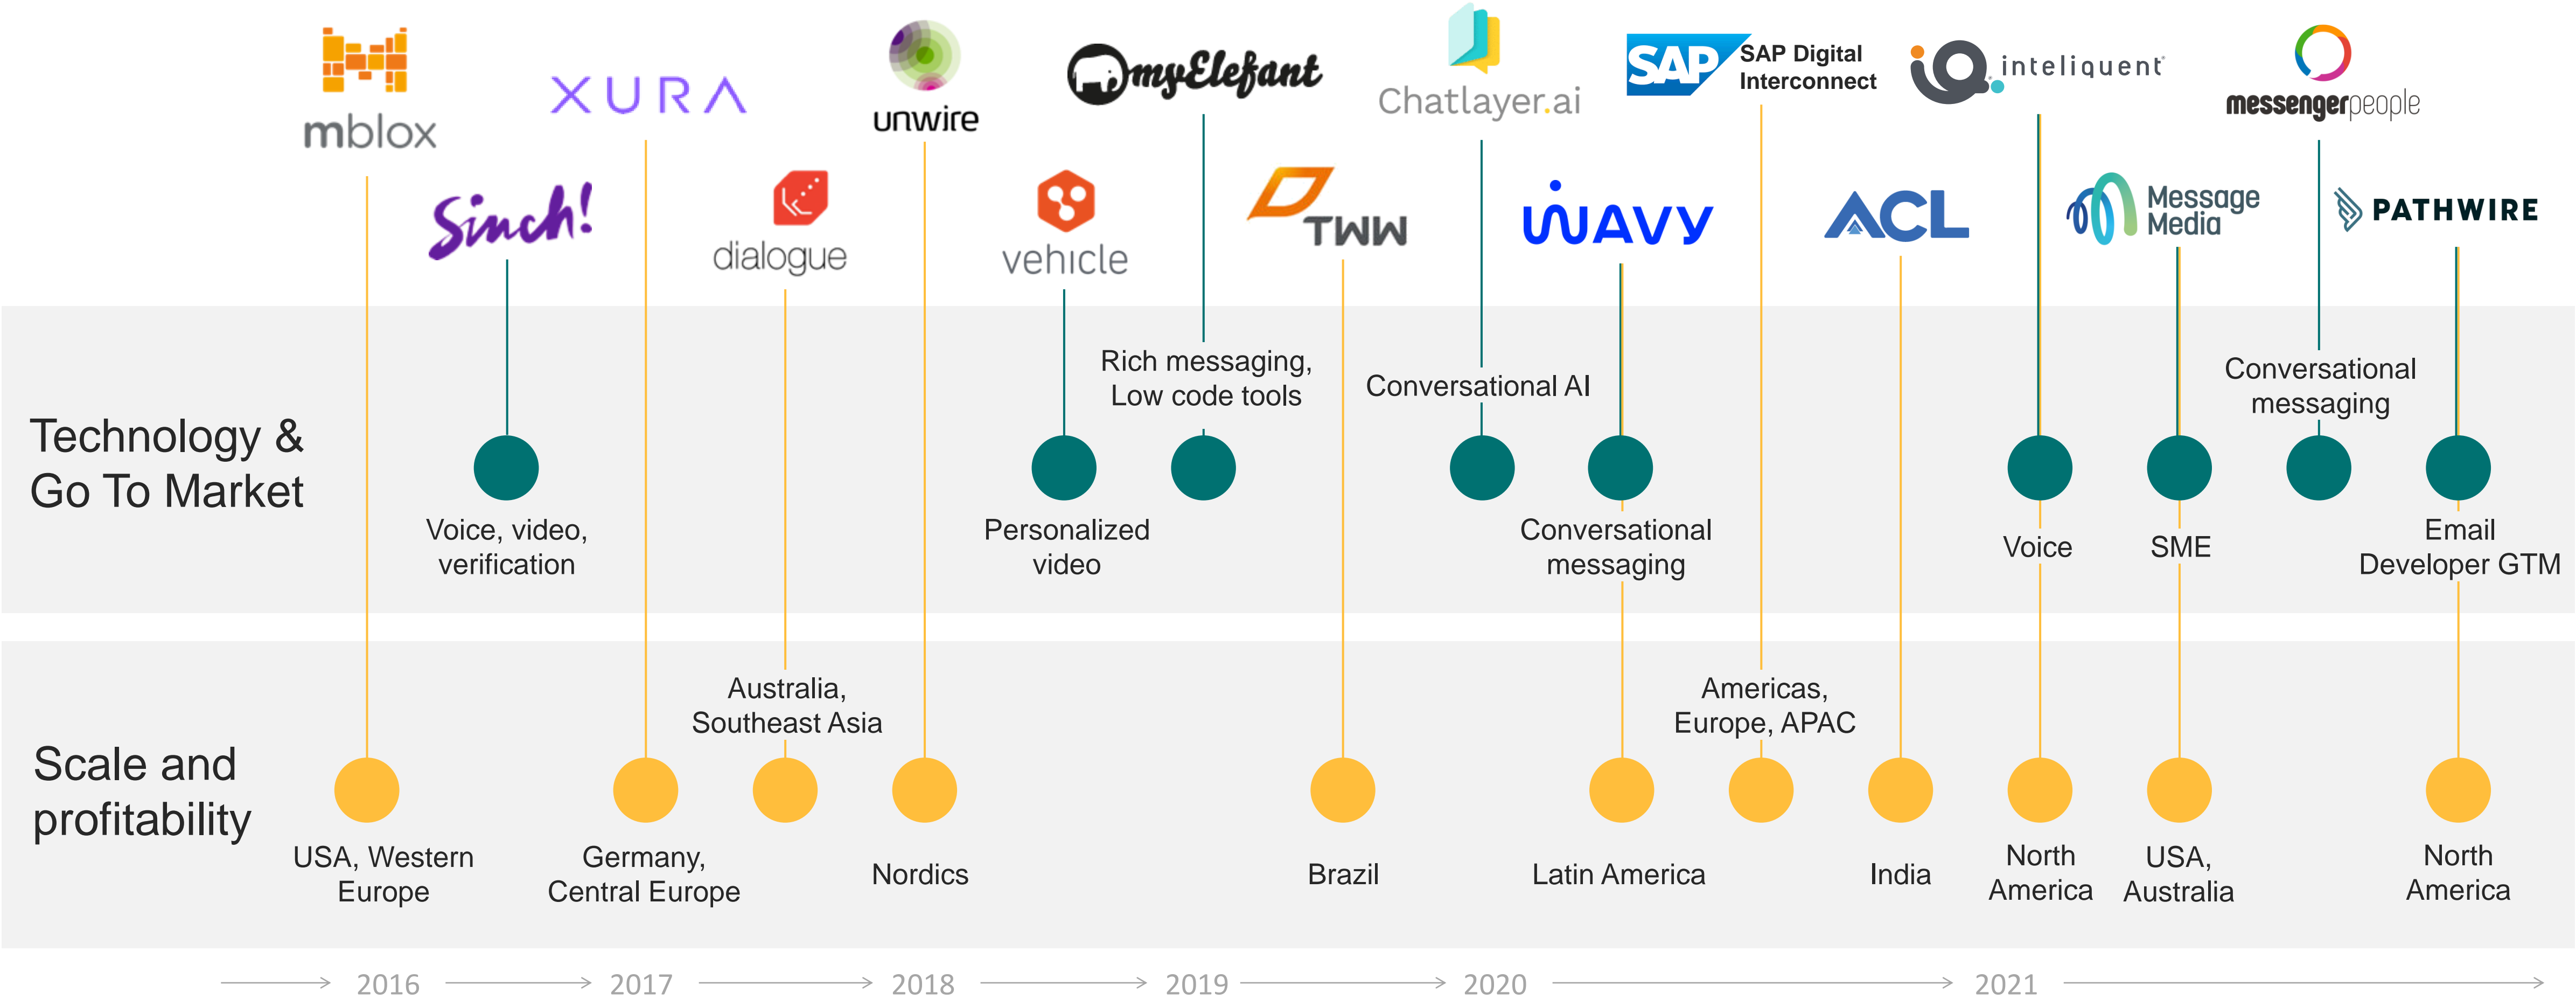 mblox
Sinch!
XURA
dialogue
unwire
vehicle
myElefant
TWW
Chatlayer.ai
WAVY
SAP
SAP Digital
Interconnect
ACL
iQ inteliquent
Message
Media
messengerpeople
PATHWIRE
Technology &
Go To Market
Voice, video,
verification
Personalized
video
Rich messaging,
Low code tools
Conversational AI
Conversational
messaging
Voice
SME
Conversational
messaging
Email
Developer GTM
Scale and
profitability
USA, Western
Europe
Germany,
Central Europe
Australia,
Southeast Asia
Nordics
Brazil
Latin America
Americas,
Europe, APAC
India
North
America
USA,
Australia
North
America
2016
2017
2018
2019
2020
2021